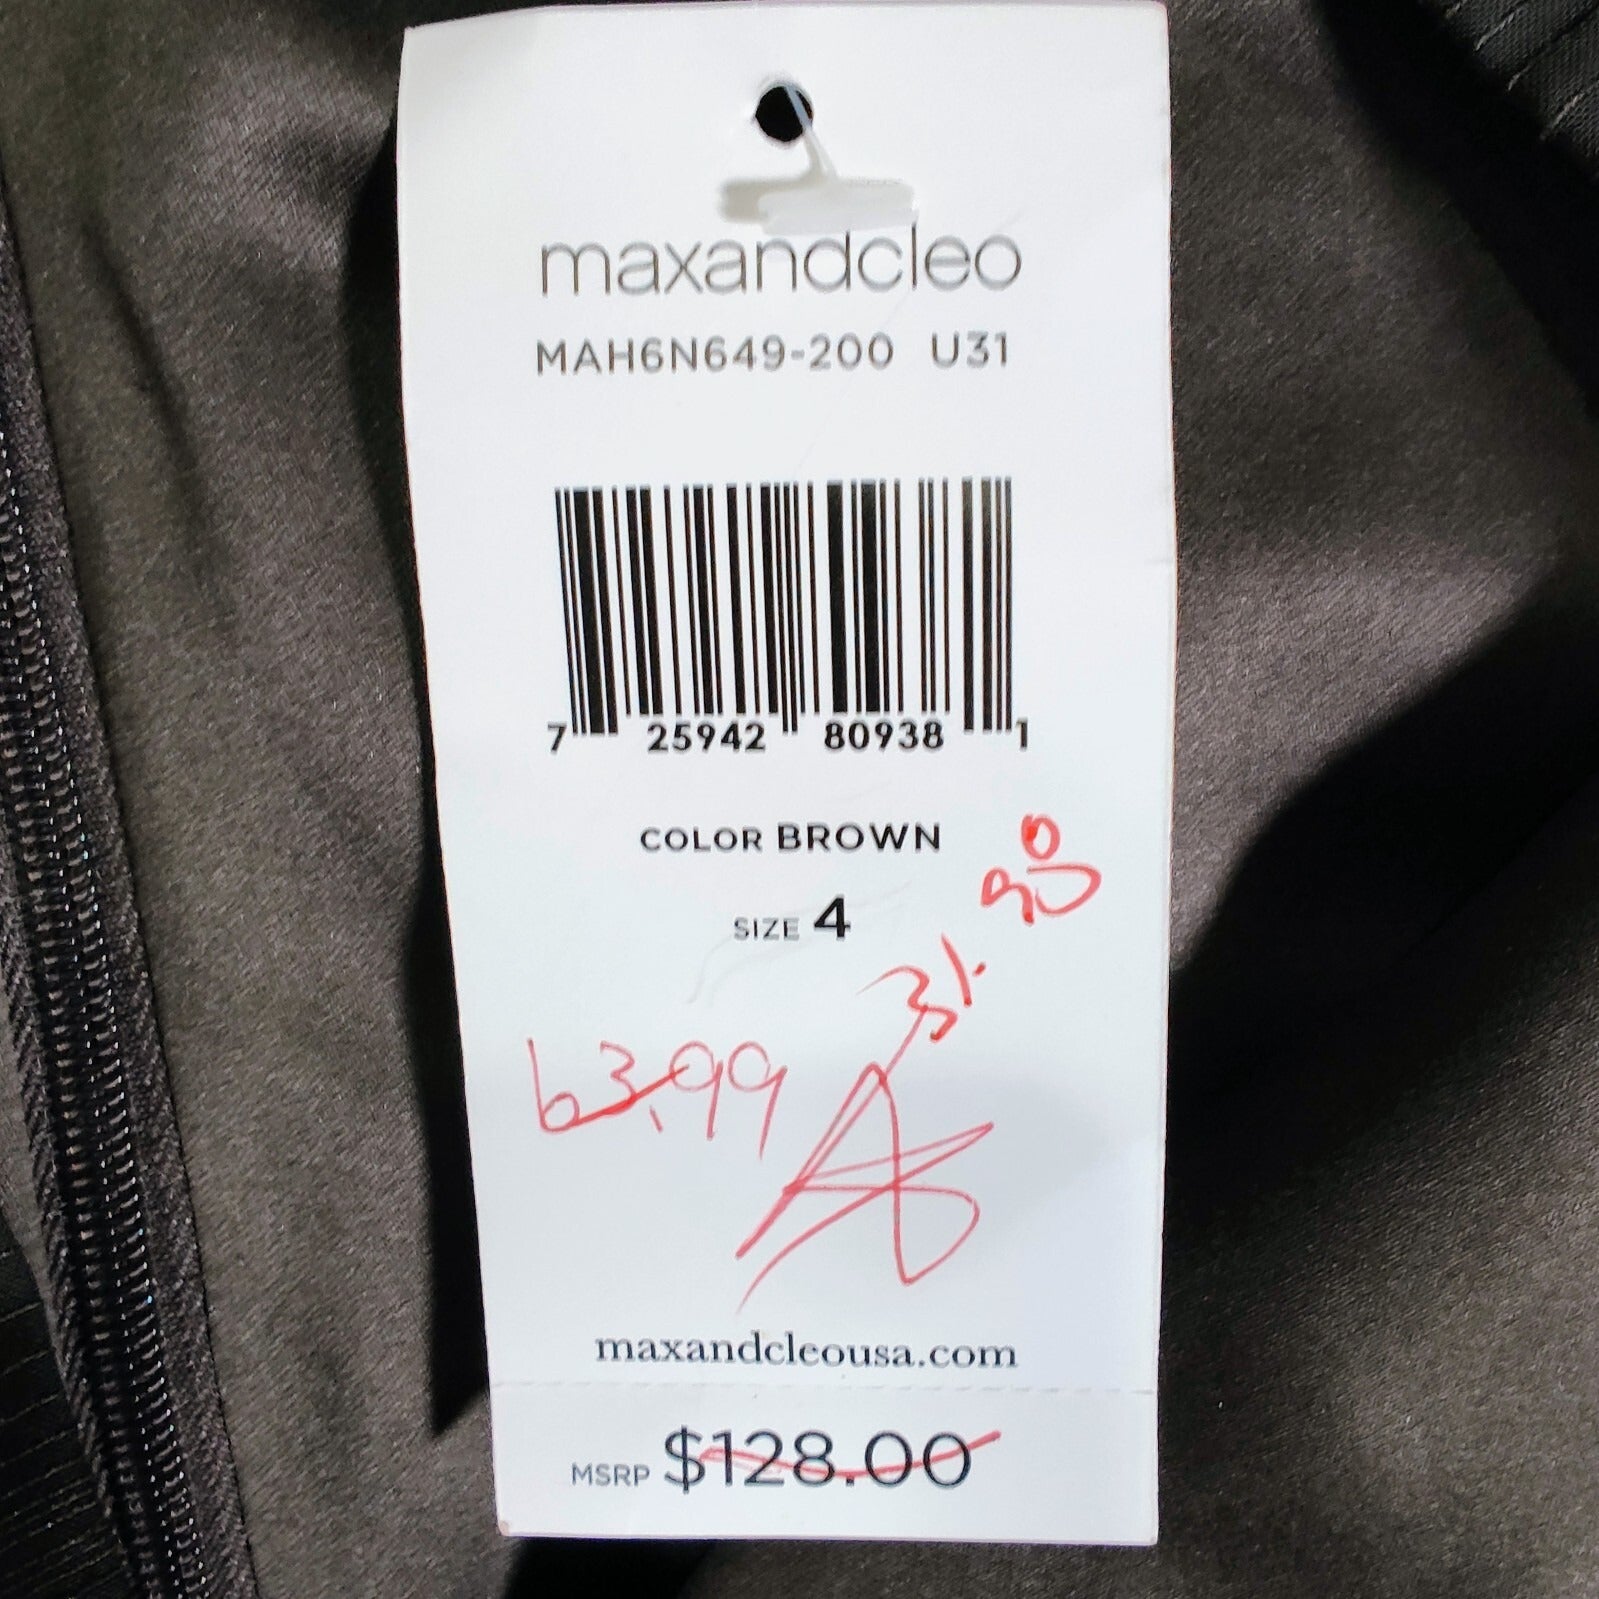 maxandcleo
MAH6N649-200 U31
7 25942 80938 1
COLOR BROWN
SIZE 4
31.
63.99
maxandcleousa.com
MSRP $128.00